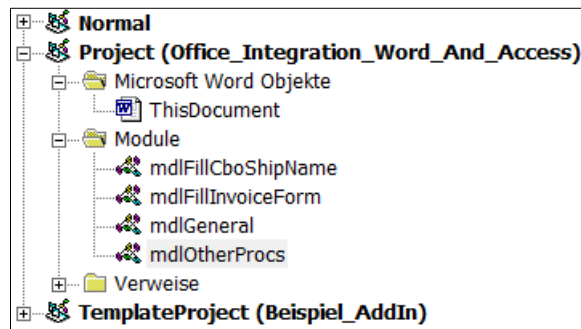 Normal
Project (Office_Integration_Word_And_Access)
Microsoft Word Objekte
ThisDocument
Module
mdlFillCboShipName
mdlFillInvoiceForm
mdlGeneral
mdlOtherProcs
Verweise
TemplateProject (Beispiel_AddIn)